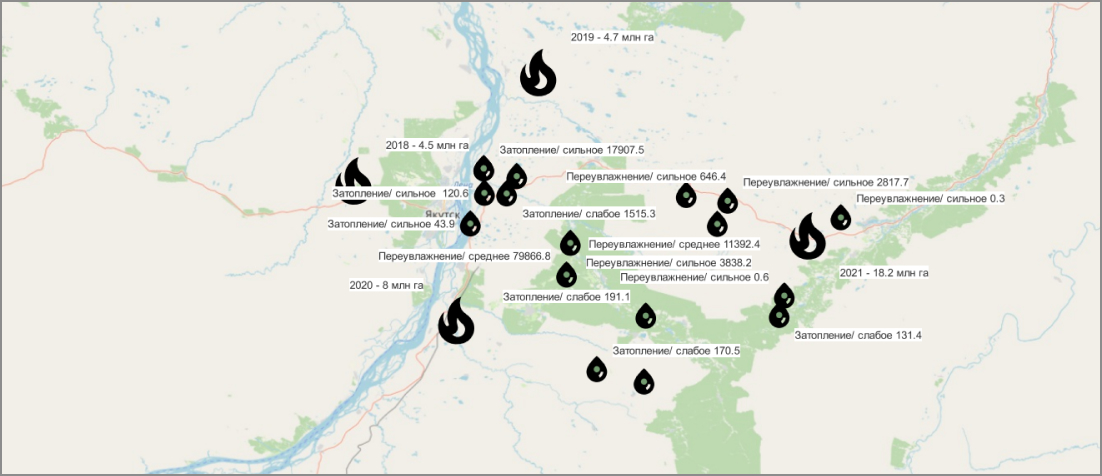 2019 - 4.7 млн га
2018 - 4.5 млн га
Затопление/ сильное 17907.5
Переувлажнение/ сильное 646.4
Переувлажнение/ сильное 2817.7
Затопление/ сильное 120.6
Переувлажнение/ сильное 0.3
Якутск
Затопление/ слабое 1515.3
Затопление/ сильное 43.9
Переувлажнение/ среднее 11392.4
Переувлажнение/ среднее 79866.8
Переувлажнение/ сильное 3838.2
2021 - 18.2 млн га
Переувлажнение/ сильное 0.6
2020 - 8 млн га
Затопление/ слабое 191.1
Затопление/ слабое 131.4
Затопление/ слабое 170.5